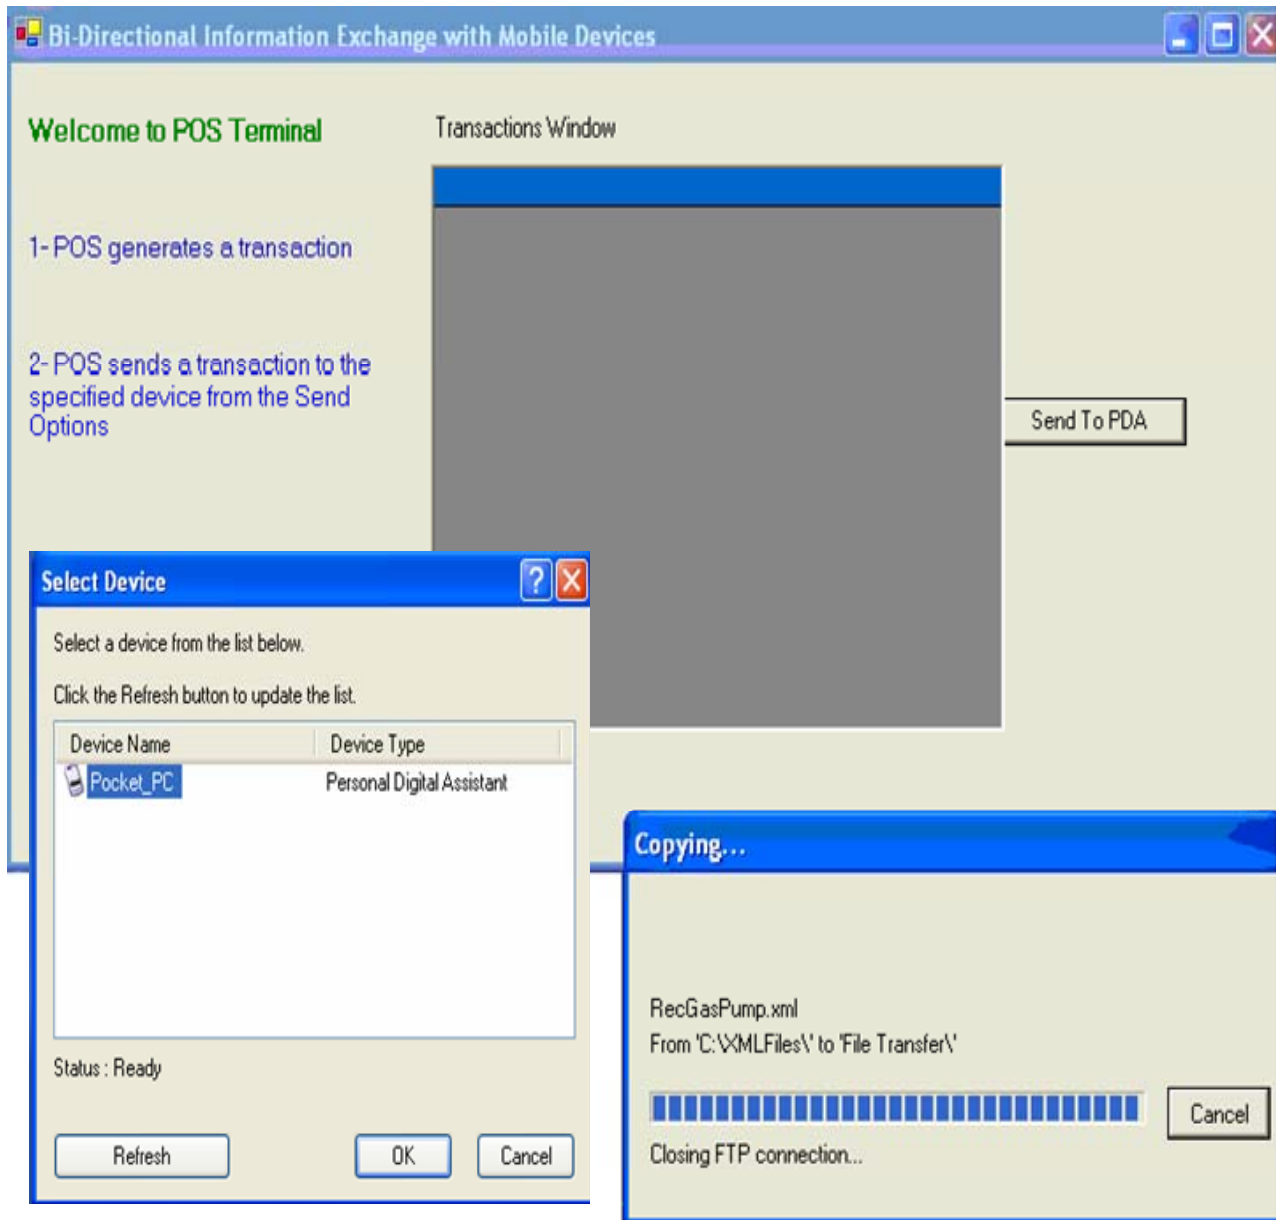 Bi-Directional Information Exchange with Mobile Devices
Welcome to POS Terminal
Transactions Window
1- POS generates a transaction
2- POS sends a transaction to the
specified device from the Send
Options
Send To PDA
Select Device
Select a device from the list below.
Click the Refresh button to update the list.
Device Name Device Type
Pocket_PC Personal Digital Assistant
Status : Ready
Refresh OK Cancel
Copying...
RecGasPump.xml
From 'C:\XMLFiles\' to 'File Transfer\'
Cancel
Closing FTP connection...